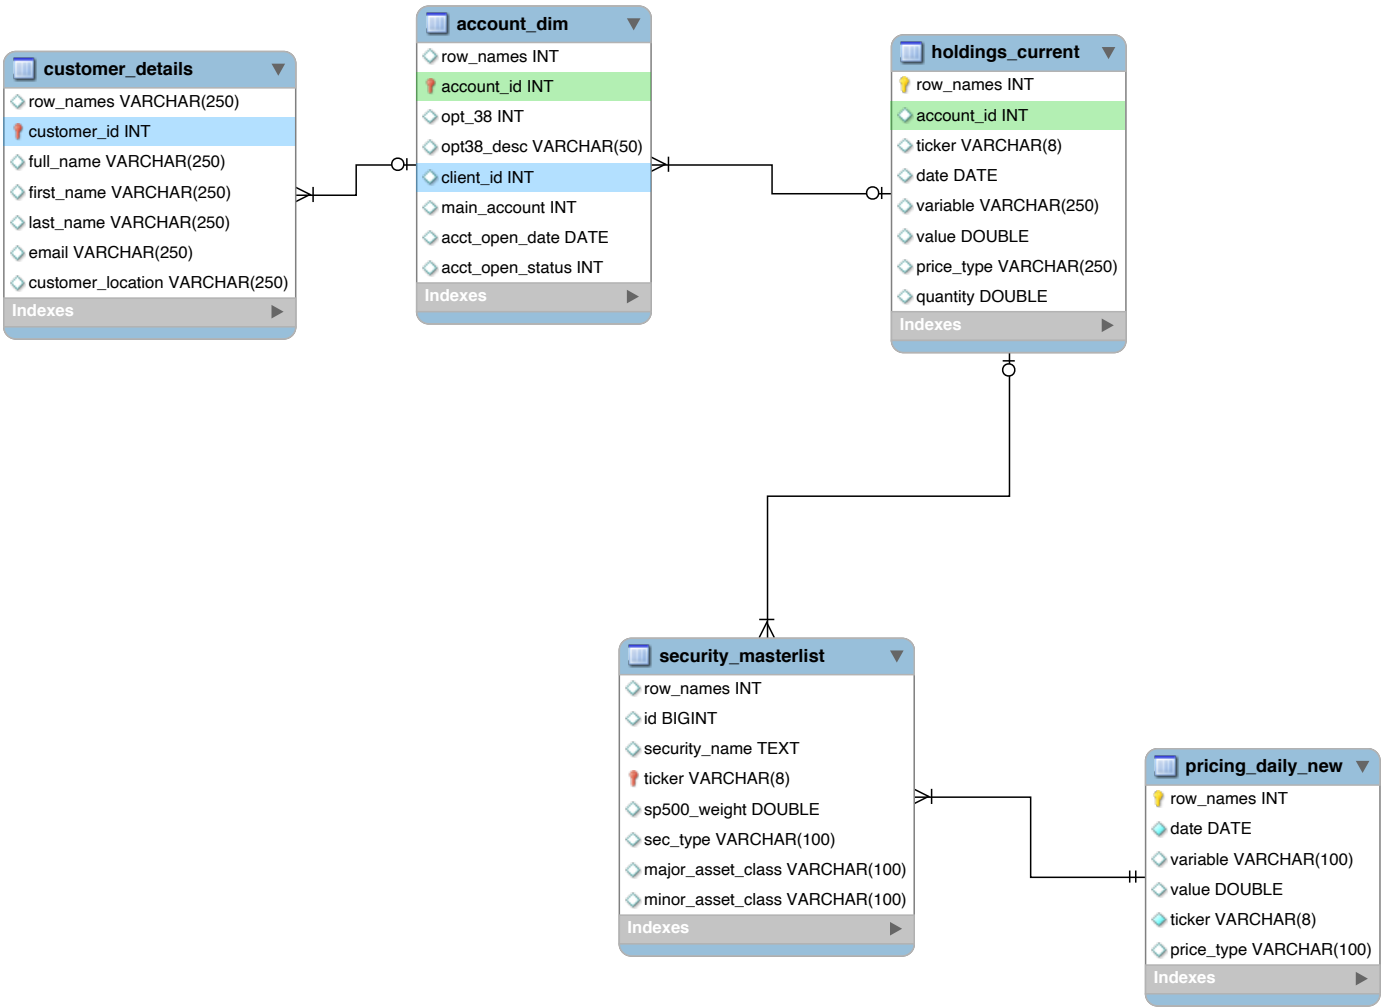 customer_details
row_names VARCHAR(250)
customer_id INT
full_name VARCHAR(250)
first_name VARCHAR(250)
last_name VARCHAR(250)
email VARCHAR(250)
customer_location VARCHAR(250)
Indexes
account_dim
row_names INT
account_id INT
opt_38 INT
opt38_desc VARCHAR(50)
client_id INT
main_account INT
acct_open_date DATE
acct_open_status INT
Indexes
holdings_current
row_names INT
account_id INT
ticker VARCHAR(8)
date DATE
variable VARCHAR(250)
value DOUBLE
price_type VARCHAR(250)
quantity DOUBLE
Indexes
security_masterlist
row_names INT
id BIGINT
security_name TEXT
ticker VARCHAR(8)
sp500_weight DOUBLE
sec_type VARCHAR(100)
major_asset_class VARCHAR(100)
minor_asset_class VARCHAR(100)
Indexes
pricing_daily_new
row_names INT
date DATE
variable VARCHAR(100)
value DOUBLE
ticker VARCHAR(8)
price_type VARCHAR(100)
Indexes